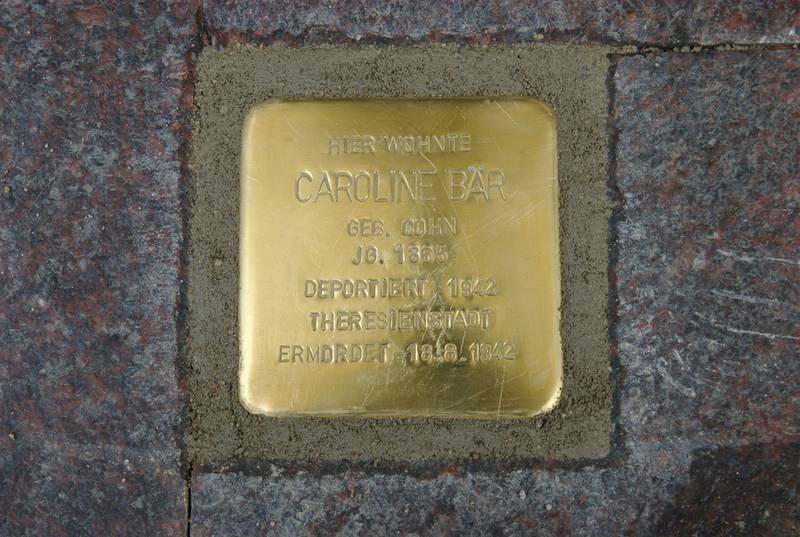 HIER WOHNTE
CAROLINE BÄR
GEB. COHN
JG. 1865
DEPORTIERT 1942
THERESIENSTADT
ERMORDET 18.8.1942